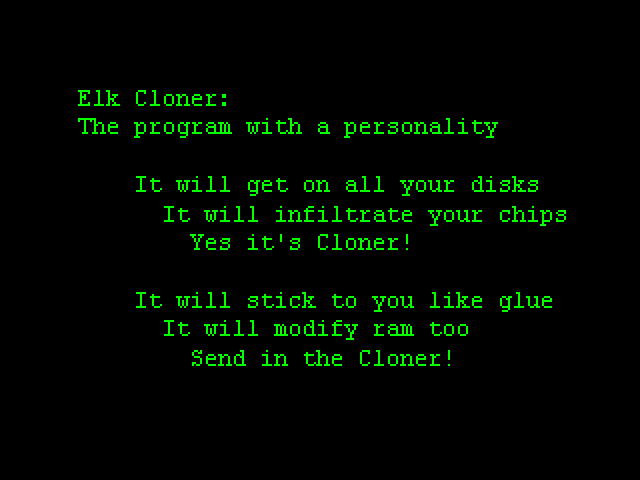 Elk Cloner:
The program with a personality
It will get on all your disks
It will infiltrate your chips
Yes it's Cloner!
It will stick to you like glue
It will modify ram too
Send in the Cloner!